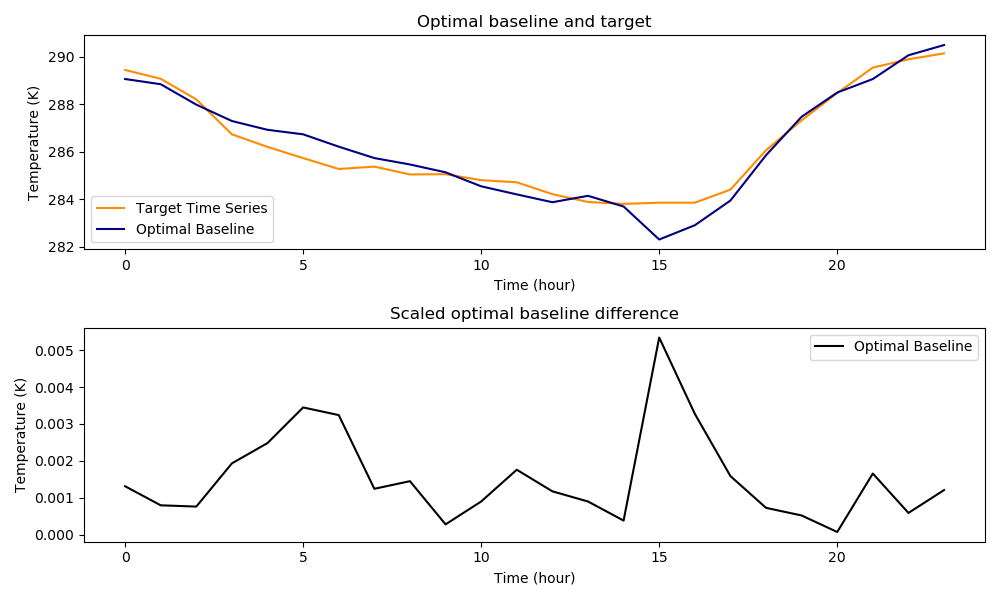 Optimal baseline and target
Temperature (K)
290
288
286
284
282
Target Time Series
Optimal Baseline
0 5 10 15 20
Time (hour)
Scaled optimal baseline difference
Temperature (K)
0.005
0.004
0.003
0.002
0.001
0.000
Optimal Baseline
0 5 10 15 20
Time (hour)